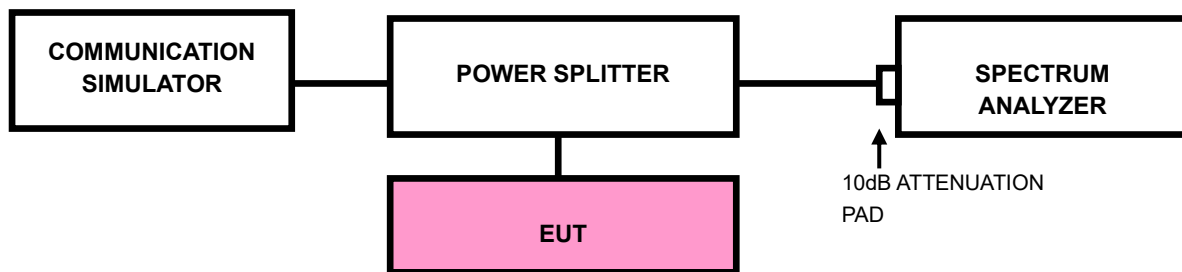 COMMUNICATION
SIMULATOR
POWER SPLITTER
SPECTRUM
ANALYZER
10dB ATTENUATION
PAD
EUT